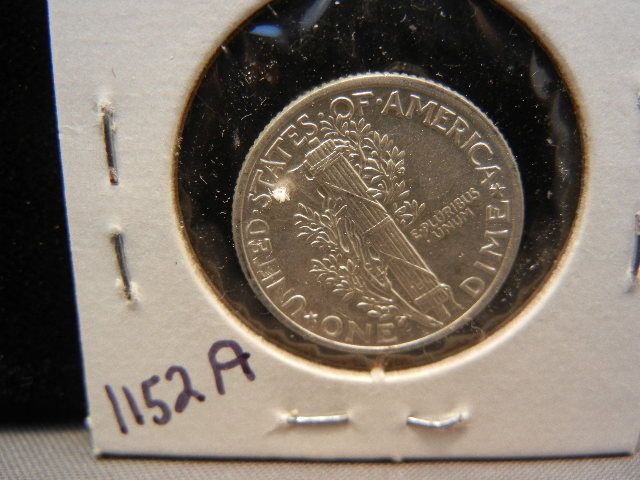 UNITED·STATES·OF·AMERICA
E·PLURIBUS
UNUM
ONE DIME
1152A